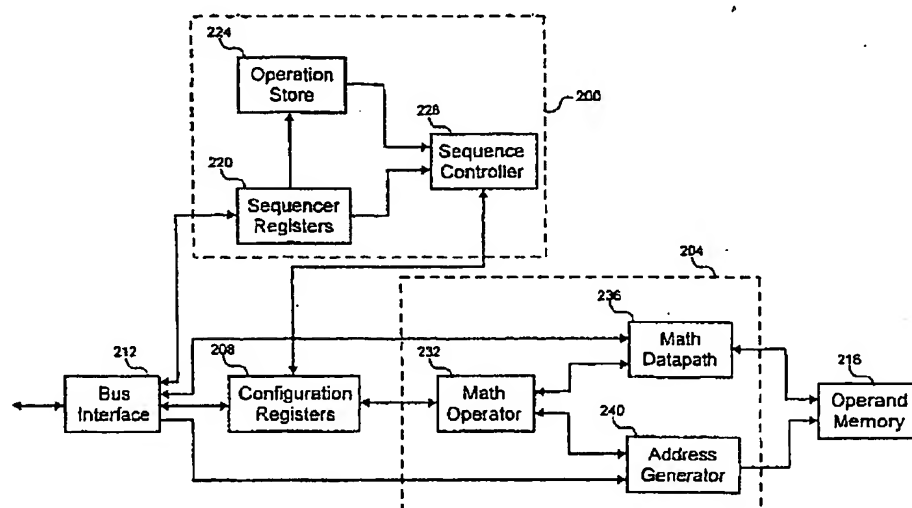 224
Operation
Store
200
228
Sequence
Controller
220
Sequencer
Registers
204
236
Math
Datapath
212
Bus
Interface
208
Configuration
Registers
232
Math
Operator
216
Operand
Memory
240
Address
Generator